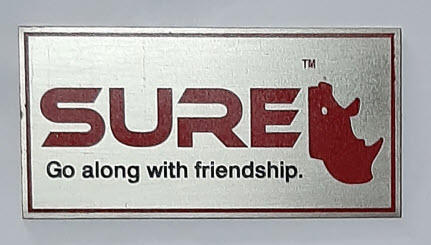 SURE™
Go along with friendship.